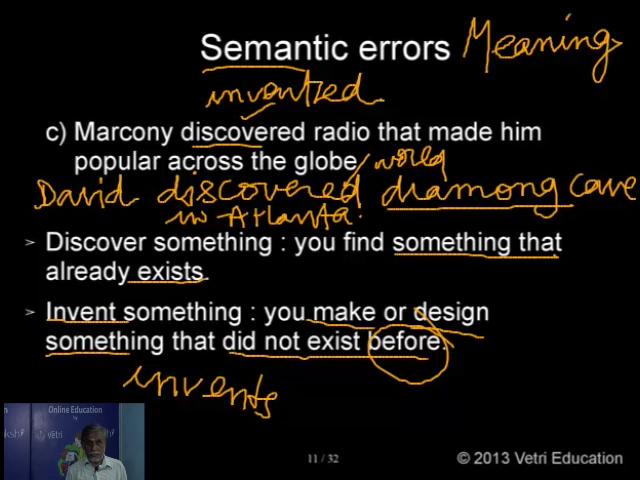 Semantic errors Meaning
invented
c) Marcony discovered radio that made him
popular across the globe / world
David discovered diamong cave
in Atlanta.
> Discover something : you find something that
already exists.
> Invent something : you make or design
something that did not exist before.
invents
Online Education
by
Vetri
11 / 32
© 2013 Vetri Education